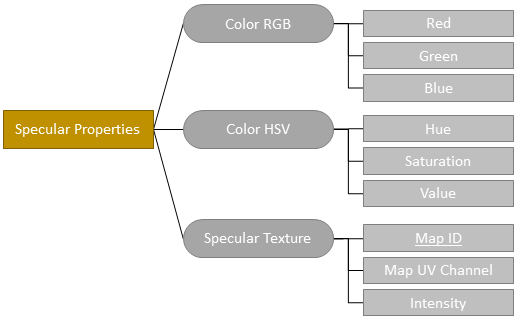 Specular Properties
Color RGB
Red
Green
Blue
Color HSV
Hue
Saturation
Value
Specular Texture
Map ID
Map UV Channel
Intensity